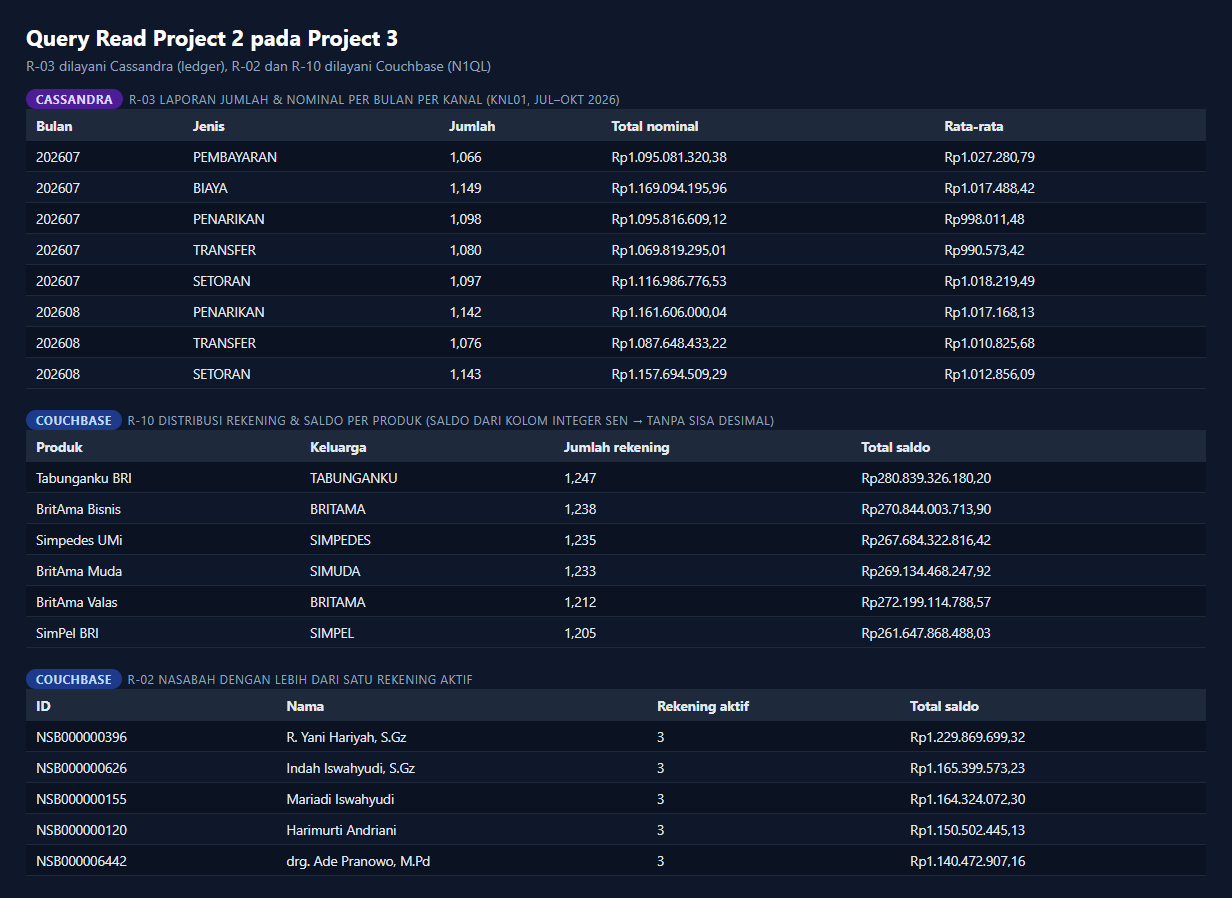 Query Read Project 2 pada Project 3
R-03 dilayani Cassandra (ledger), R-02 dan R-10 dilayani Couchbase (N1QL)
CASSANDRA R-03 LAPORAN JUMLAH & NOMINAL PER BULAN PER KANAL (KNL01, JUL–OKT 2026)
Bulan Jenis Jumlah Total nominal Rata-rata
202607 PEMBAYARAN 1,066 Rp1.095.081.320,38 Rp1.027.280,79
202607 BIAYA 1,149 Rp1.169.094.195,96 Rp1.017.488,42
202607 PENARIKAN 1,098 Rp1.095.816.609,12 Rp998.011,48
202607 TRANSFER 1,080 Rp1.069.819.295,01 Rp990.573,42
202607 SETORAN 1,097 Rp1.116.986.776,53 Rp1.018.219,49
202608 PENARIKAN 1,142 Rp1.161.606.000,04 Rp1.017.168,13
202608 TRANSFER 1,076 Rp1.087.648.433,22 Rp1.010.825,68
202608 SETORAN 1,143 Rp1.157.694.509,29 Rp1.012.856,09
COUCHBASE R-10 DISTRIBUSI REKENING & SALDO PER PRODUK (SALDO DARI KOLOM INTEGER SEN → TANPA SISA DESIMAL)
Produk Keluarga Jumlah rekening Total saldo
Tabunganku BRI TABUNGANKU 1,247 Rp280.839.326.180,20
BritAma Bisnis BRITAMA 1,238 Rp270.844.003.713,90
Simpedes UMi SIMPEDES 1,235 Rp267.684.322.816,42
BritAma Muda SIMUDA 1,233 Rp269.134.468.247,92
BritAma Valas BRITAMA 1,212 Rp272.199.114.788,57
SimPel BRI SIMPEL 1,205 Rp261.647.868.488,03
COUCHBASE R-02 NASABAH DENGAN LEBIH DARI SATU REKENING AKTIF
ID Nama Rekening aktif Total saldo
NSB000000396 R. Yani Hariyah, S.Gz 3 Rp1.229.869.699,32
NSB000000626 Indah Iswahyudi, S.Gz 3 Rp1.165.399.573,23
NSB000000155 Mariadi Iswahyudi 3 Rp1.164.324.072,30
NSB000000120 Harimurti Andriani 3 Rp1.150.502.445,13
NSB000006442 drg. Ade Pranowo, M.Pd 3 Rp1.140.472.907,16